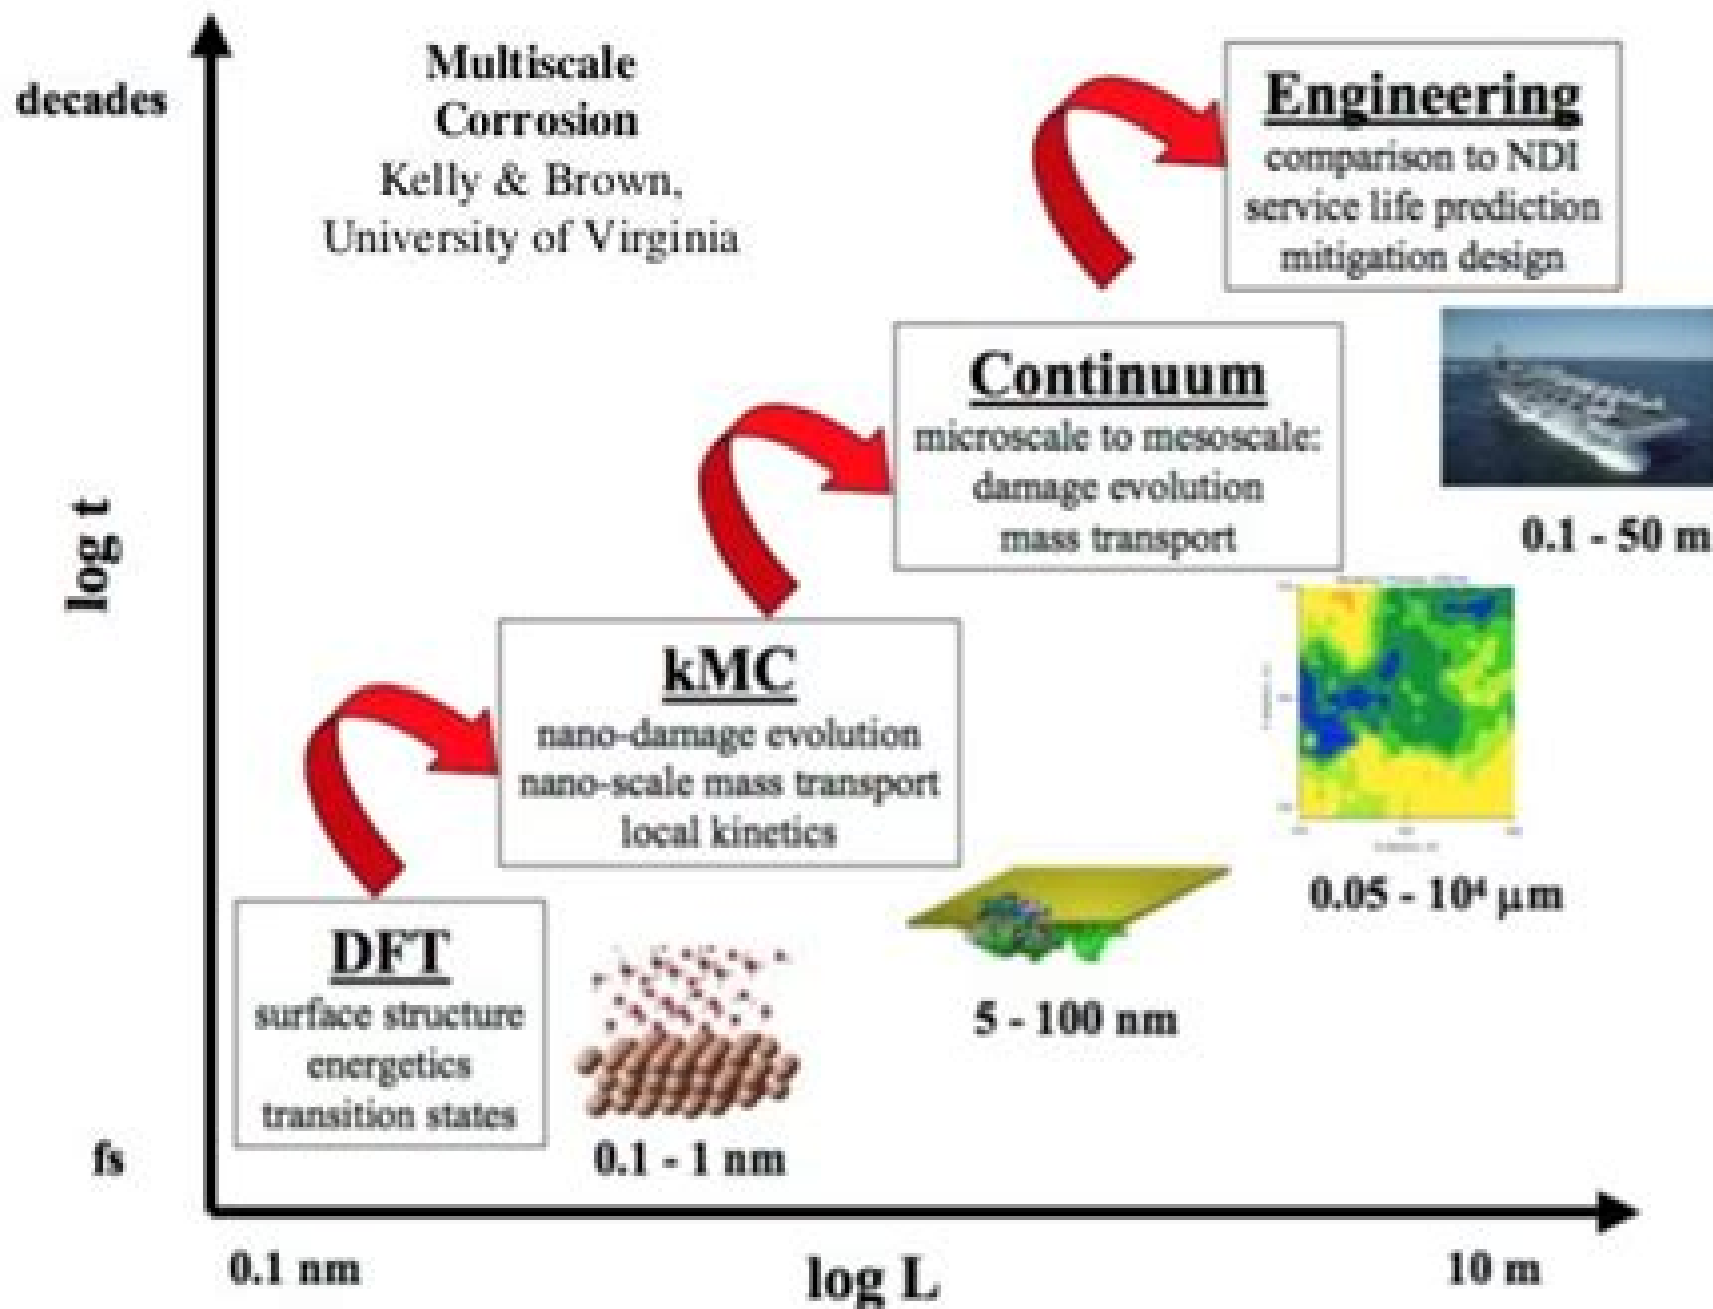 Multiscale
Corrosion
Kelly & Brown,
University of Virginia
decades
log t
fs
Engineering
comparison to NDI
service life prediction
mitigation design
0.1 - 50 m
Continuum
microscale to mesoscale:
damage evolution
mass transport
0.05 - 10⁴ µm
kMC
nano-damage evolution
nano-scale mass transport
local kinetics
5 - 100 nm
DFT
surface structure
energetics
transition states
0.1 - 1 nm
0.1 nm
log L
10 m